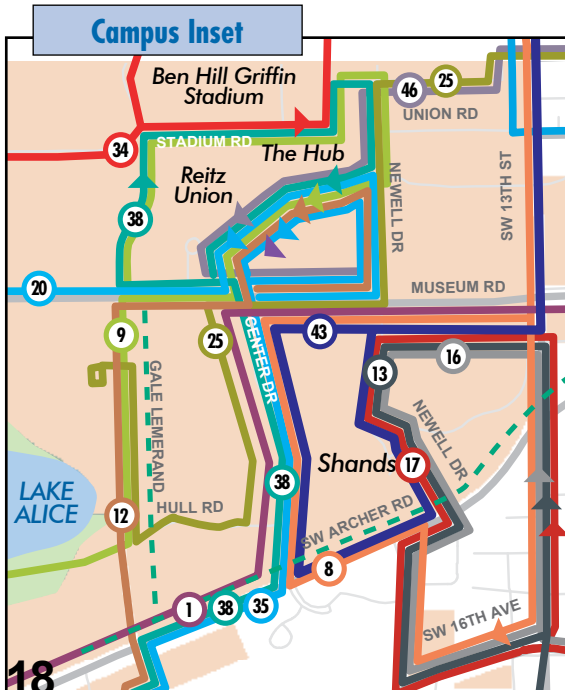 Campus Inset
Ben Hill Griffin
Stadium
46
25
UNION RD
34
STADIUM RD
The Hub
Reitz
Union
NEWELL DR
SW 13TH ST
38
20
MUSEUM RD
9
25
CENTER DR
43
16
13
GALE LEMERAND
NEWELL DR
Shands
17
LAKE
ALICE
38
HULL RD
12
SW ARCHER RD
8
1
38
35
SW 16TH AVE
18